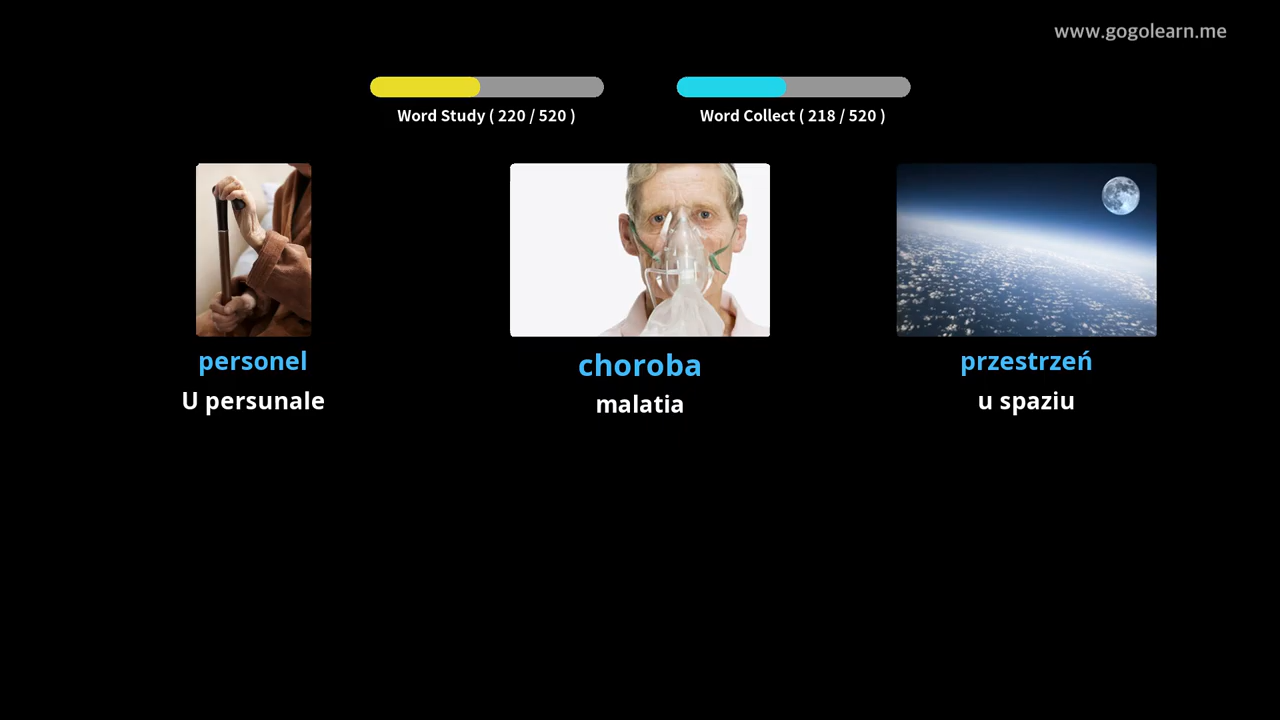 www.gogolearn.me
Word Study ( 220 / 520 )
Word Collect ( 218 / 520 )
personel
U persunale
choroba
malatia
przestrzeń
u spaziu